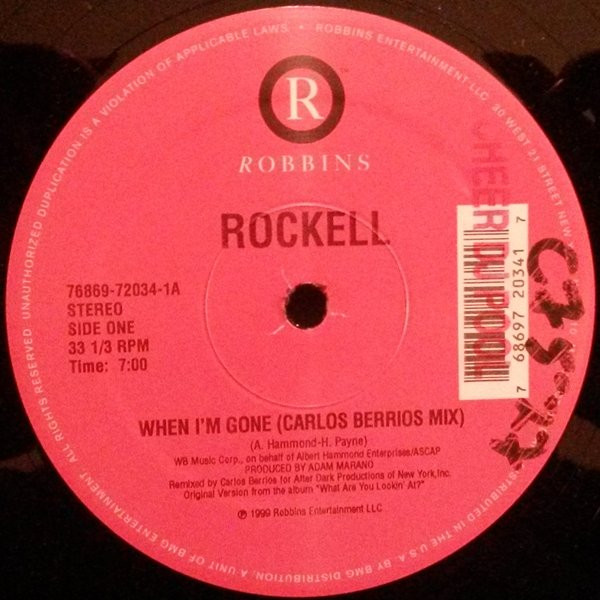 R
ROBBINS
ROCKELL
76869-72034-1A
STEREO
SIDE ONE
33 1/3 RPM
Time: 7:00
WHEN I'M GONE (CARLOS BERRIOS MIX)
(A. Hammond-H. Payne)
WB Music Corp., on behalf of Albert Hammond Enterprises/ASCAP
PRODUCED BY ADAM MARANO
Remixed by Carlos Berrios for After Dark Productions of New York, Inc.
Original Version from the album "What Are You Lookin' At?"
℗ 1999 Robbins Entertainment LLC
ALL RIGHTS RESERVED. UNAUTHORIZED DUPLICATION IS A VIOLATION OF APPLICABLE LAWS • ROBBINS ENTERTAINMENT LLC, 30 WEST 21 STREET NEW
DISTRIBUTED IN THE U.S.A. BY BMG DISTRIBUTION, A UNIT OF BMG ENTERTAINMENT.
CHEER DJ POOL
7 68697 20341 7